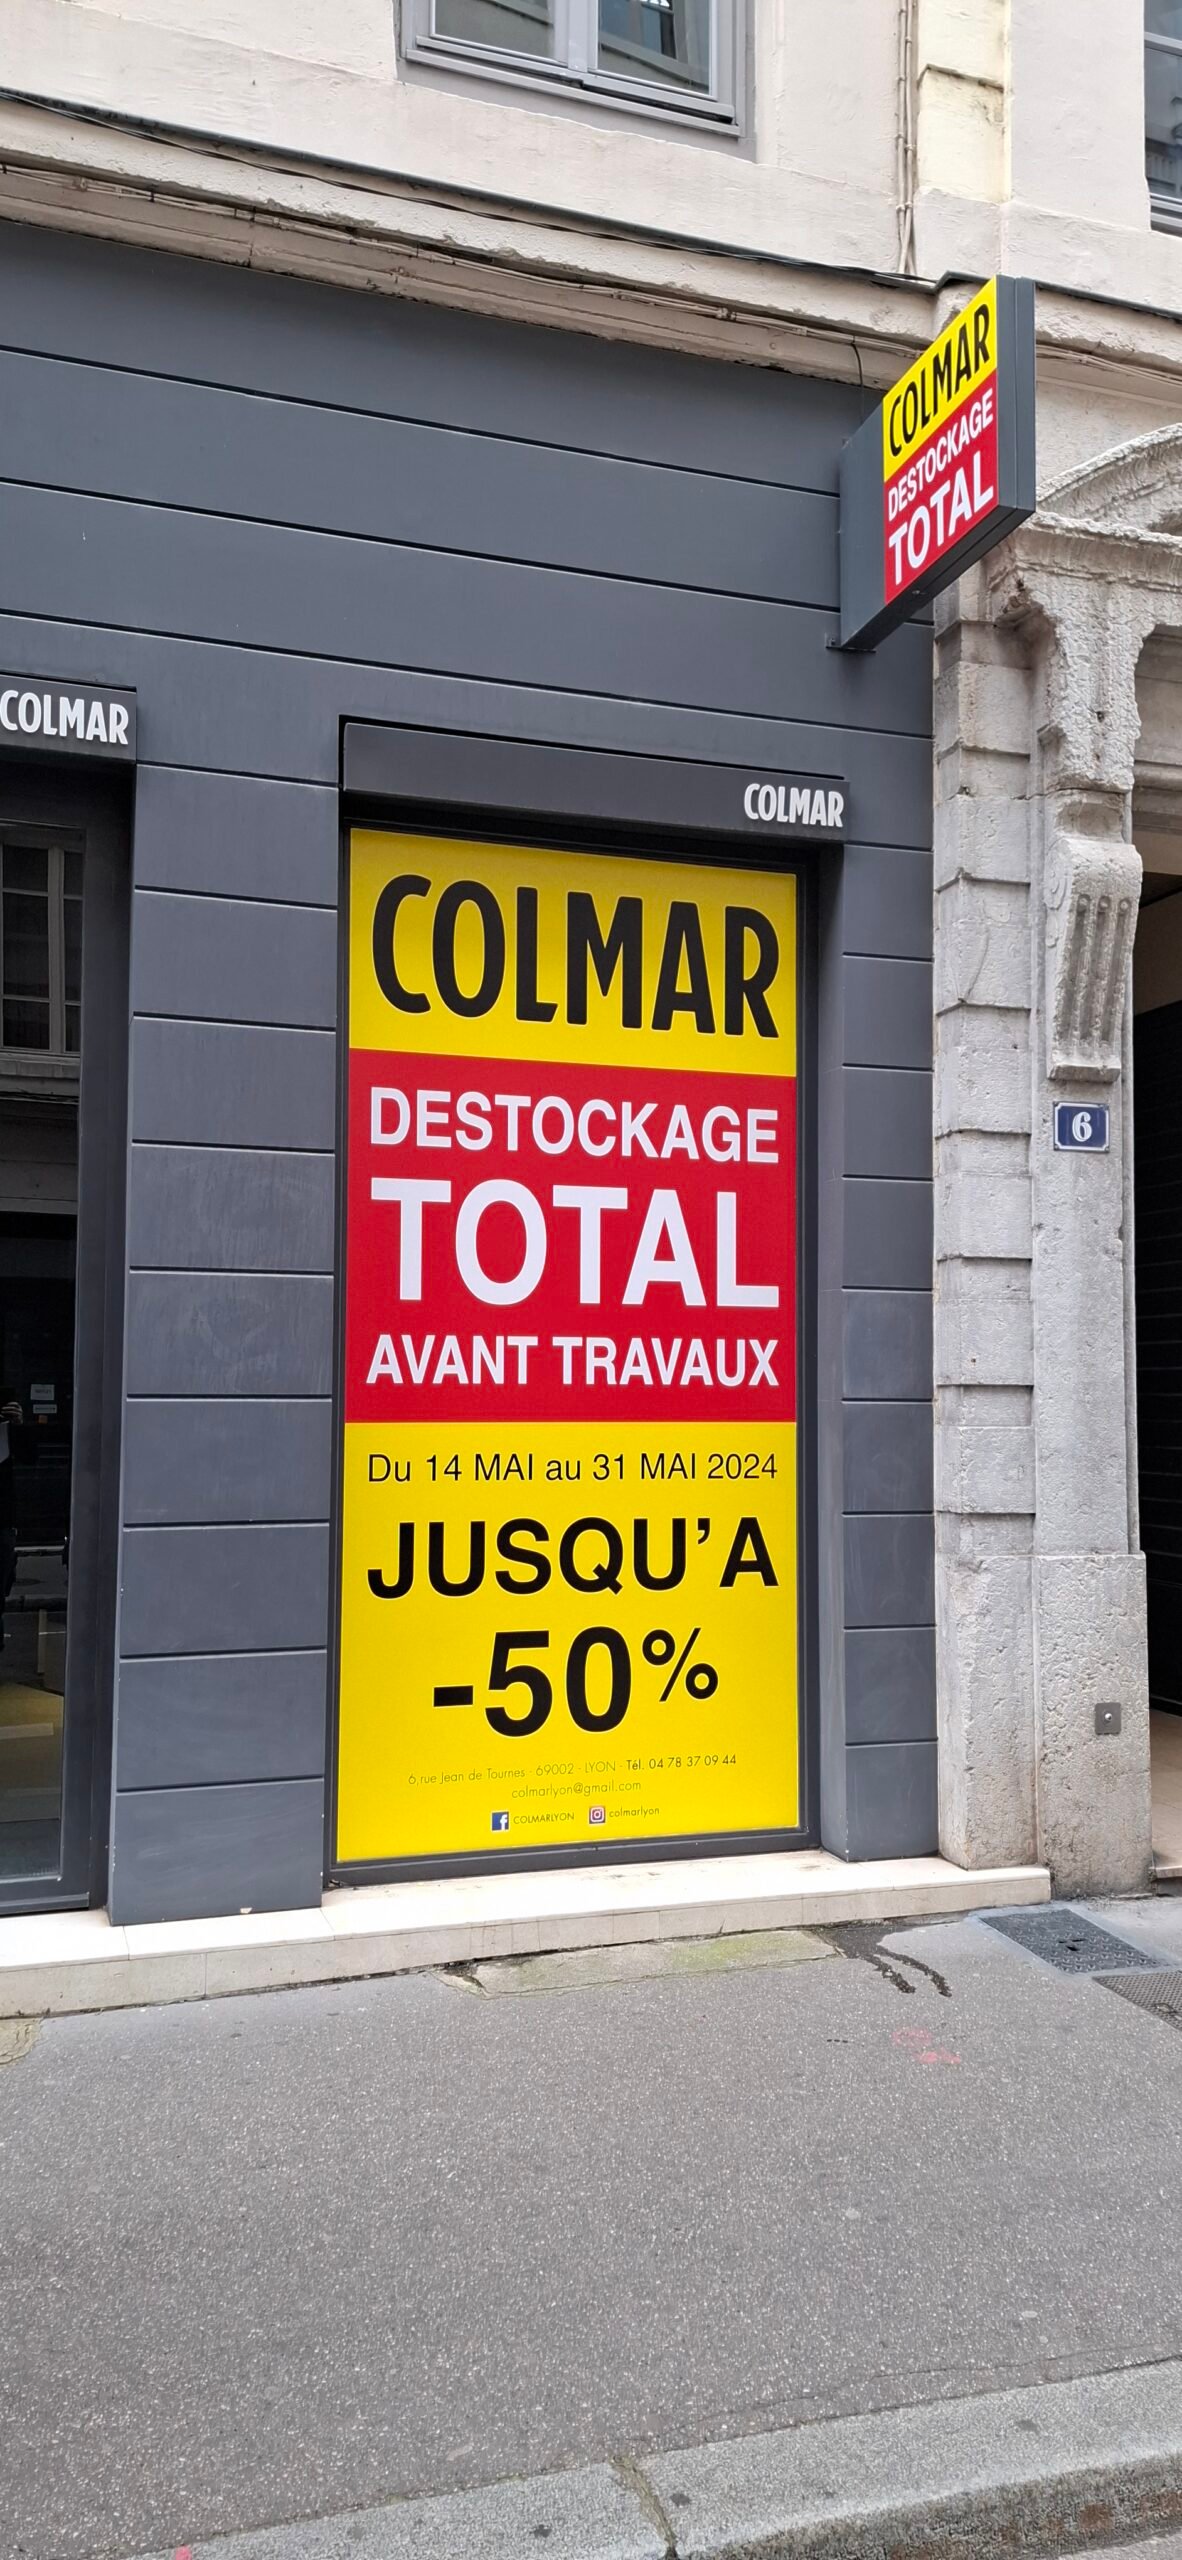 COLMAR
DESTOCKAGE
TOTAL
COLMAR
COLMAR
COLMAR
DESTOCKAGE
TOTAL
AVANT TRAVAUX
6
Du 14 MAI au 31 MAI 2024
JUSQU'A
-50%
6, rue Jean de Tournes - 69002 - LYON - Tél. 04 78 37 09 44
colmarlyon@gmail.com
COLMARLYON colmarlyon